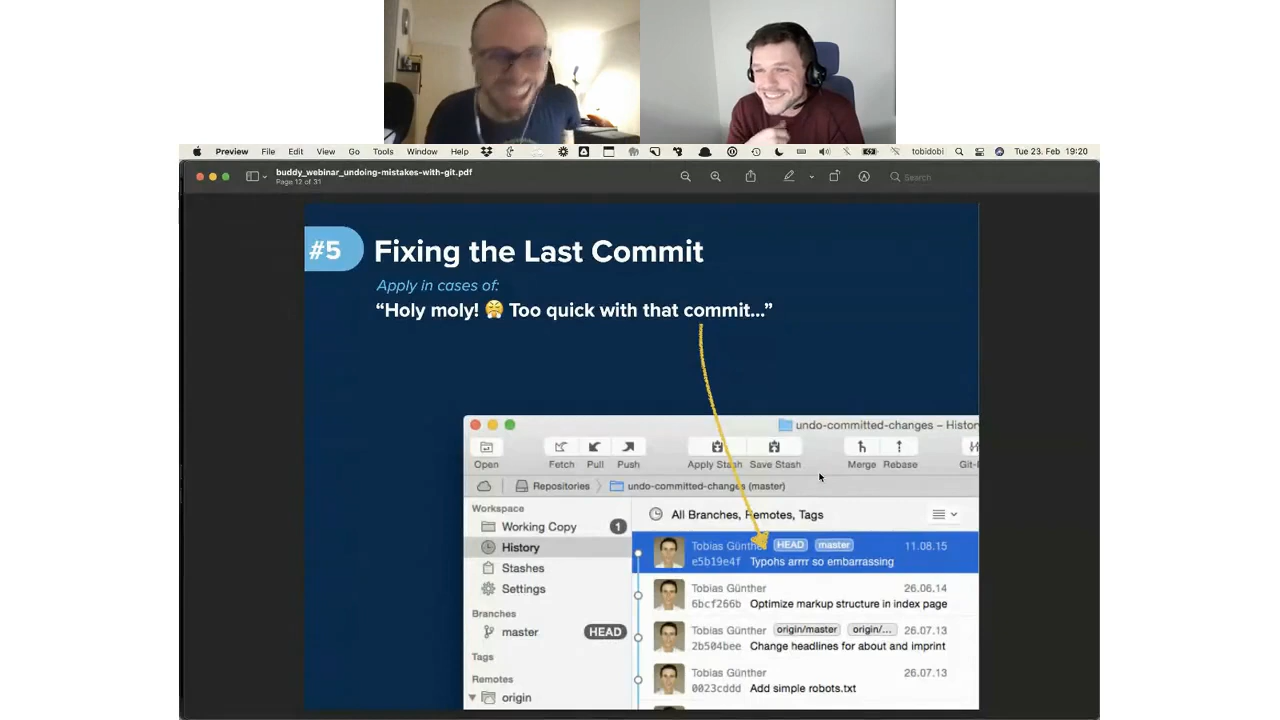 Preview File Edit View Go Tools Window Help tobidobi Tue 23. Feb 19:20
buddy_webinar_undoing-mistakes-with-git.pdf
Page 12 of 31
Search
#5 Fixing the Last Commit
Apply in cases of:
“Holy moly! 😤 Too quick with that commit...”
undo-committed-changes – History
Open Fetch Pull Push Apply Stash Save Stash Merge Rebase Git-
Repositories undo-committed-changes (master)
Workspace
Working Copy 1
History
Stashes
Settings
Branches
master HEAD
Tags
Remotes
origin
All Branches, Remotes, Tags
Tobias Günther HEAD master 11.08.15
e5b19e4f Typohs arrrr so embarrassing
Tobias Günther 26.06.14
6bcf266b Optimize markup structure in index page
Tobias Günther origin/master origin/... 26.07.13
2b504bee Change headlines for about and imprint
Tobias Günther 26.07.13
0023cddd Add simple robots.txt